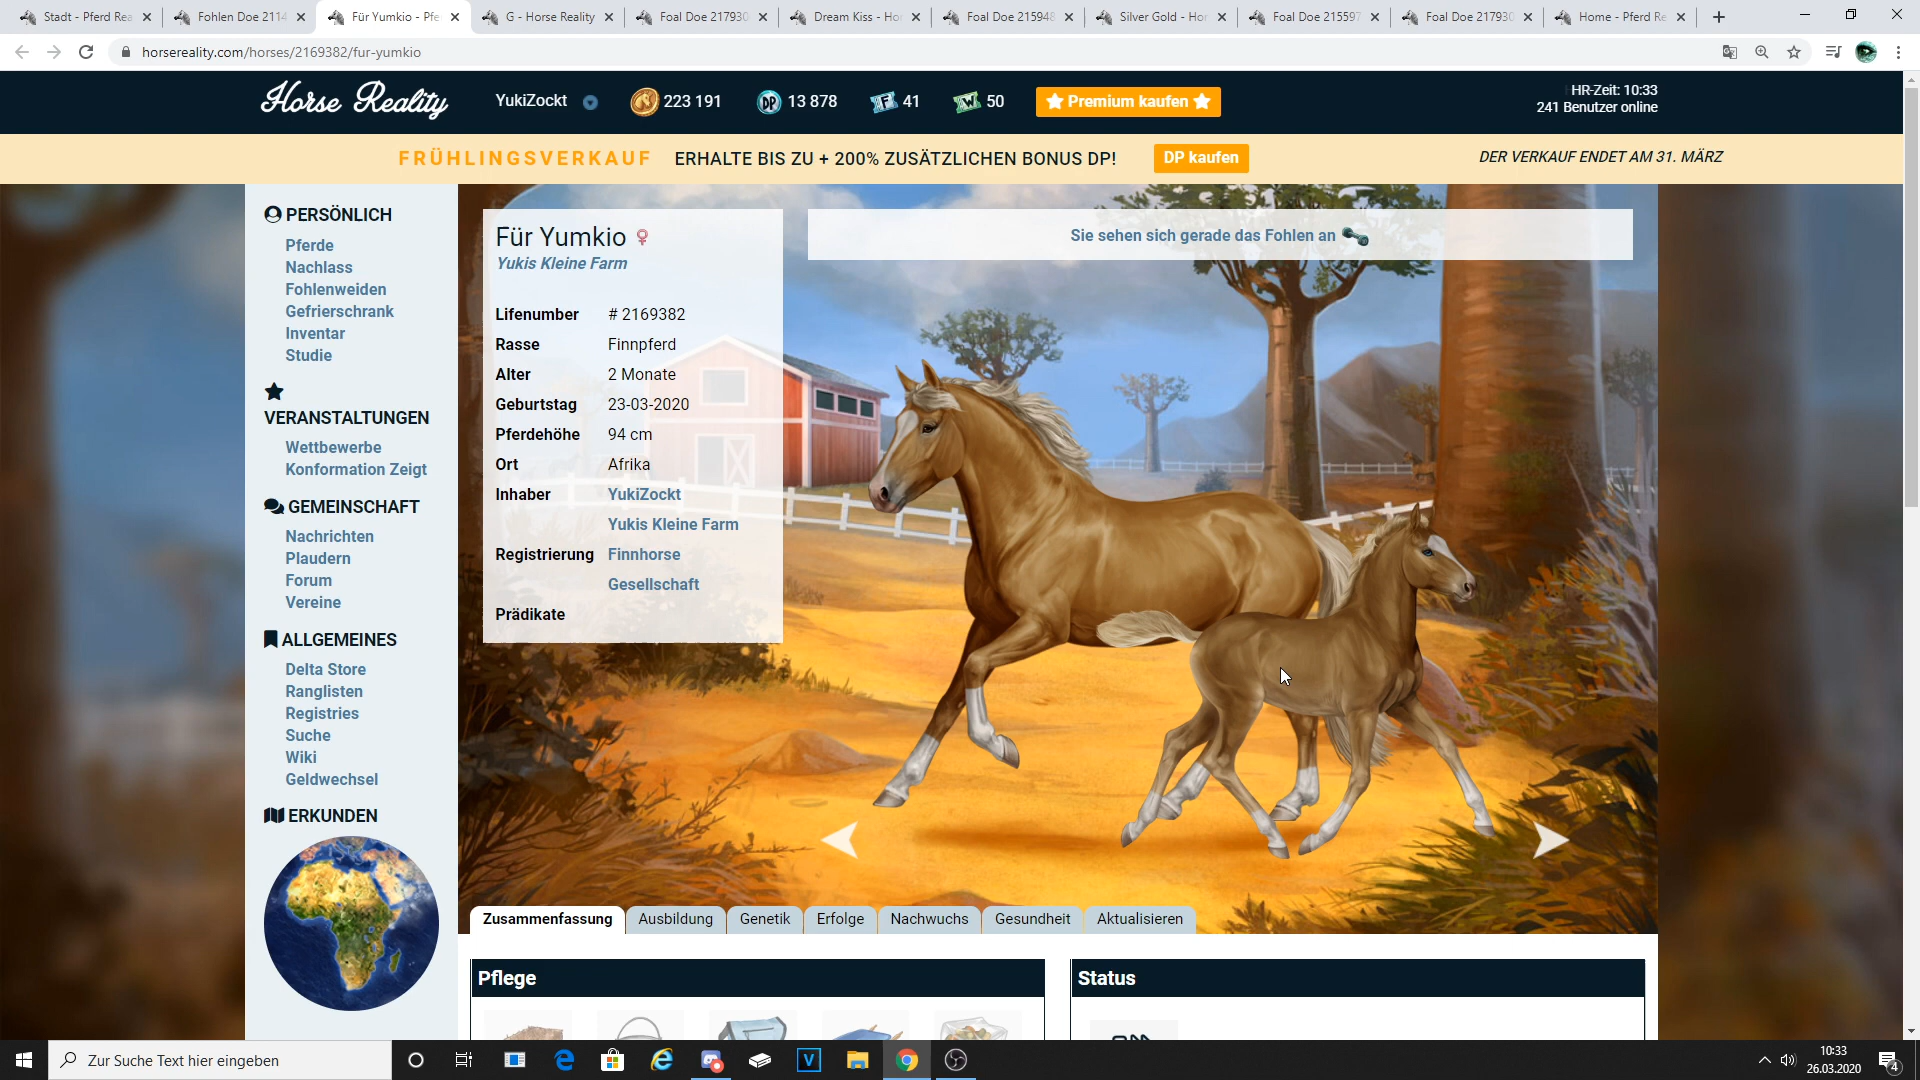 Stadt - Pferd Rea
Fohlen Doe 2114
Für Yumkio - Pfe
G - Horse Reality
Foal Doe 217930
Dream Kiss - Ho
Foal Doe 215948
Silver Gold - Hor
Foal Doe 215597
Foal Doe 217930
Home - Pferd Re
horsereality.com/horses/2169382/fur-yumkio
Horse Reality
YukiZockt
223 191
DP 13 878
F 41
W 50
Premium kaufen
HR-Zeit: 10:33
241 Benutzer online
FRÜHLINGSVERKAUF
ERHALTE BIS ZU + 200% ZUSÄTZLICHEN BONUS DP!
DP kaufen
DER VERKAUF ENDET AM 31. MÄRZ
PERSÖNLICH
Pferde
Nachlass
Fohlenweiden
Gefrierschrank
Inventar
Studie
VERANSTALTUNGEN
Wettbewerbe
Konformation Zeigt
GEMEINSCHAFT
Nachrichten
Plaudern
Forum
Vereine
ALLGEMEINES
Delta Store
Ranglisten
Registries
Suche
Wiki
Geldwechsel
ERKUNDEN
Für Yumkio ♀
Yukis Kleine Farm
Lifenumber # 2169382
Rasse Finnpferd
Alter 2 Monate
Geburtstag 23-03-2020
Pferdehöhe 94 cm
Ort Afrika
Inhaber YukiZockt
Yukis Kleine Farm
Registrierung Finnhorse
Gesellschaft
Prädikate
Sie sehen sich gerade das Fohlen an
Zusammenfassung
Ausbildung
Genetik
Erfolge
Nachwuchs
Gesundheit
Aktualisieren
Pflege
Status
Zur Suche Text hier eingeben
10:33
26.03.2020
4